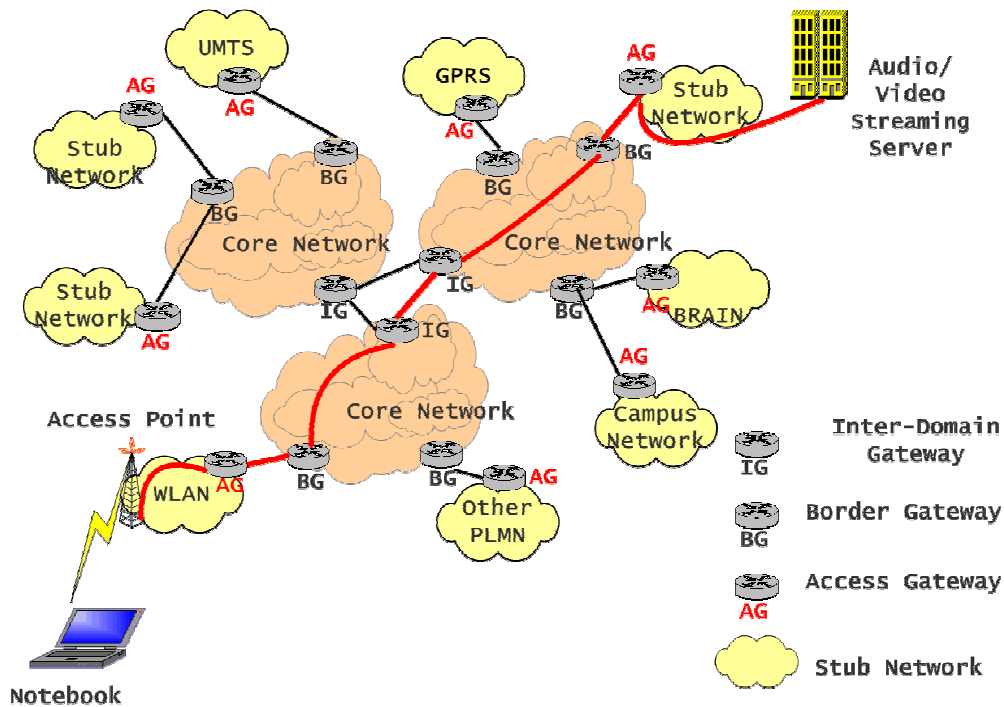 UMTS
AG
AG
Stub
Network
BG
BG
Core Network
Stub
Network
AG
IG
GPRS
AG
BG
AG
Stub
Network
BG
Core Network
IG
BG
AG
BRAIN
AG
Campus
Network
Audio/
Video
Streaming
Server
IG
Core Network
BG
BG
AG
Other
PLMN
Access Point
WLAN
AG
Notebook
Inter-Domain
Gateway
IG
Border Gateway
BG
Access Gateway
AG
Stub Network